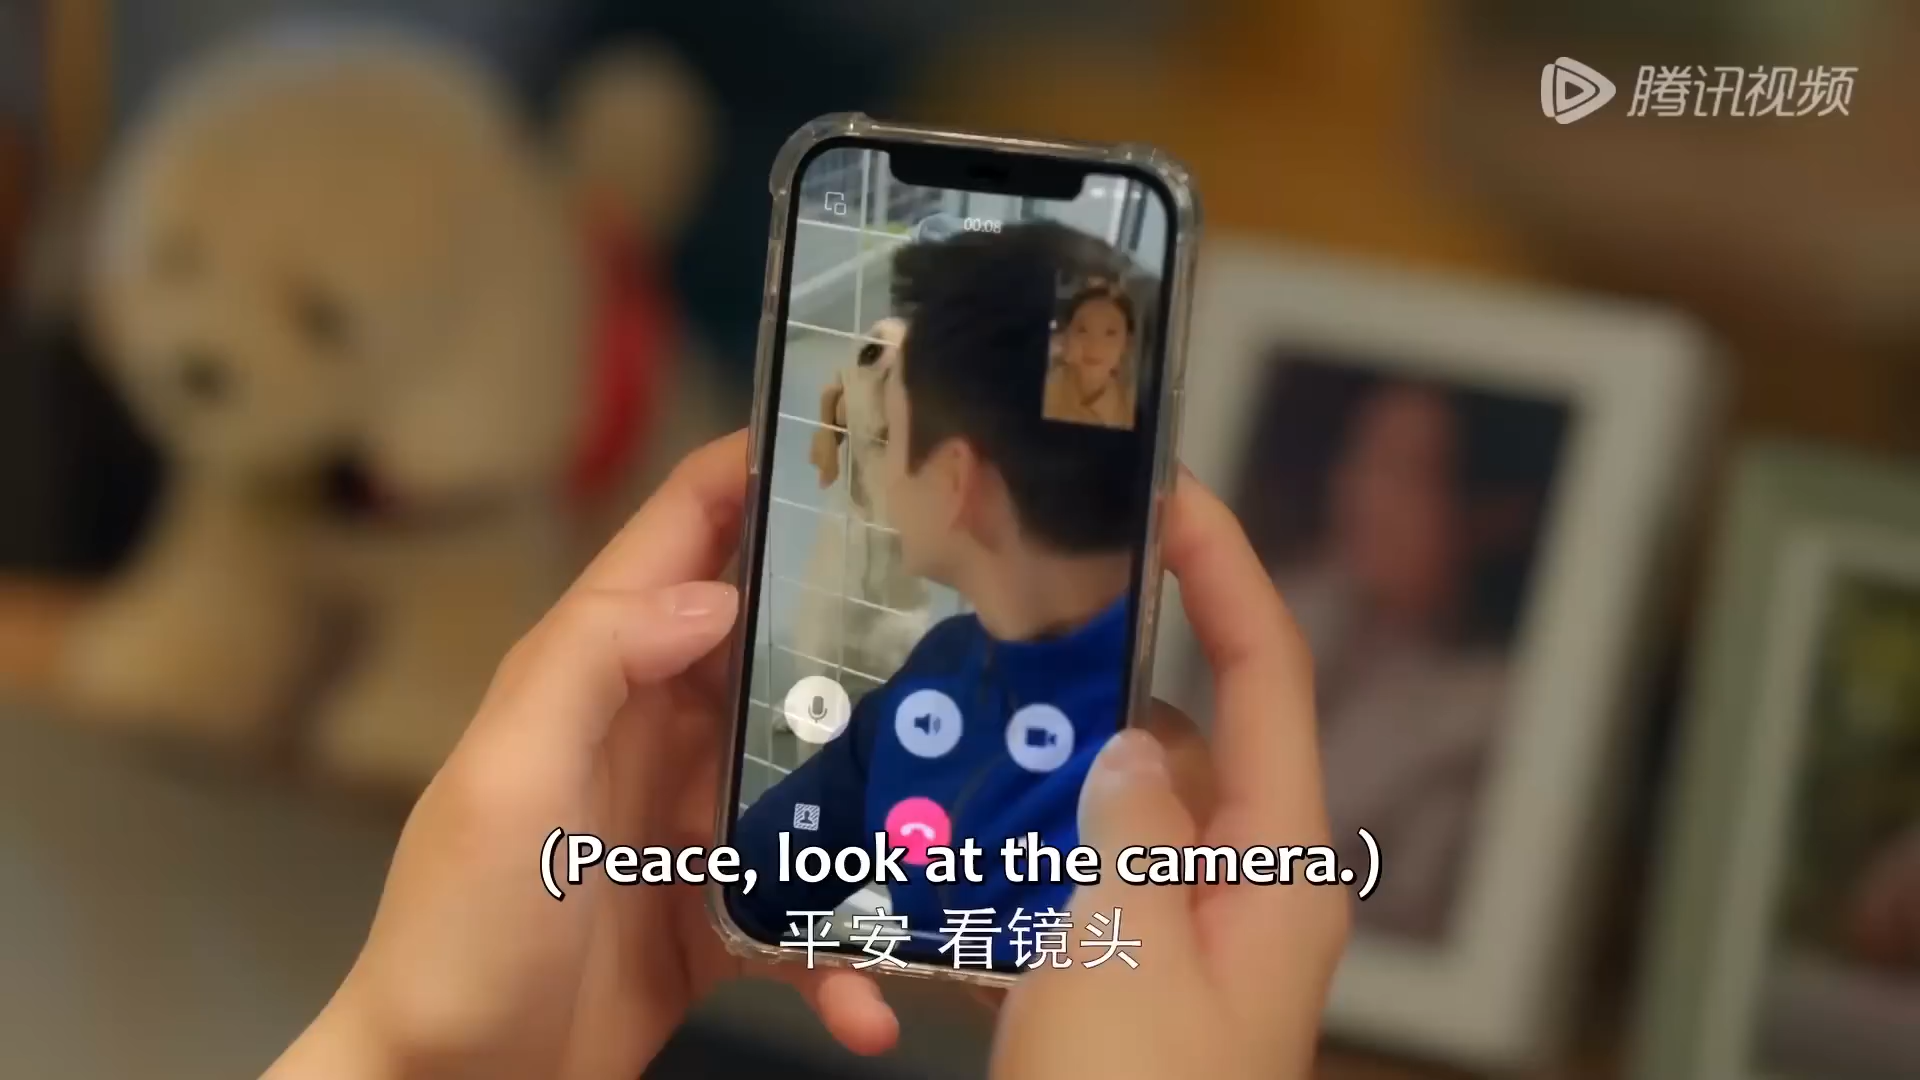 腾讯视频
00:08
(Peace, look at the camera.)
平安 看镜头